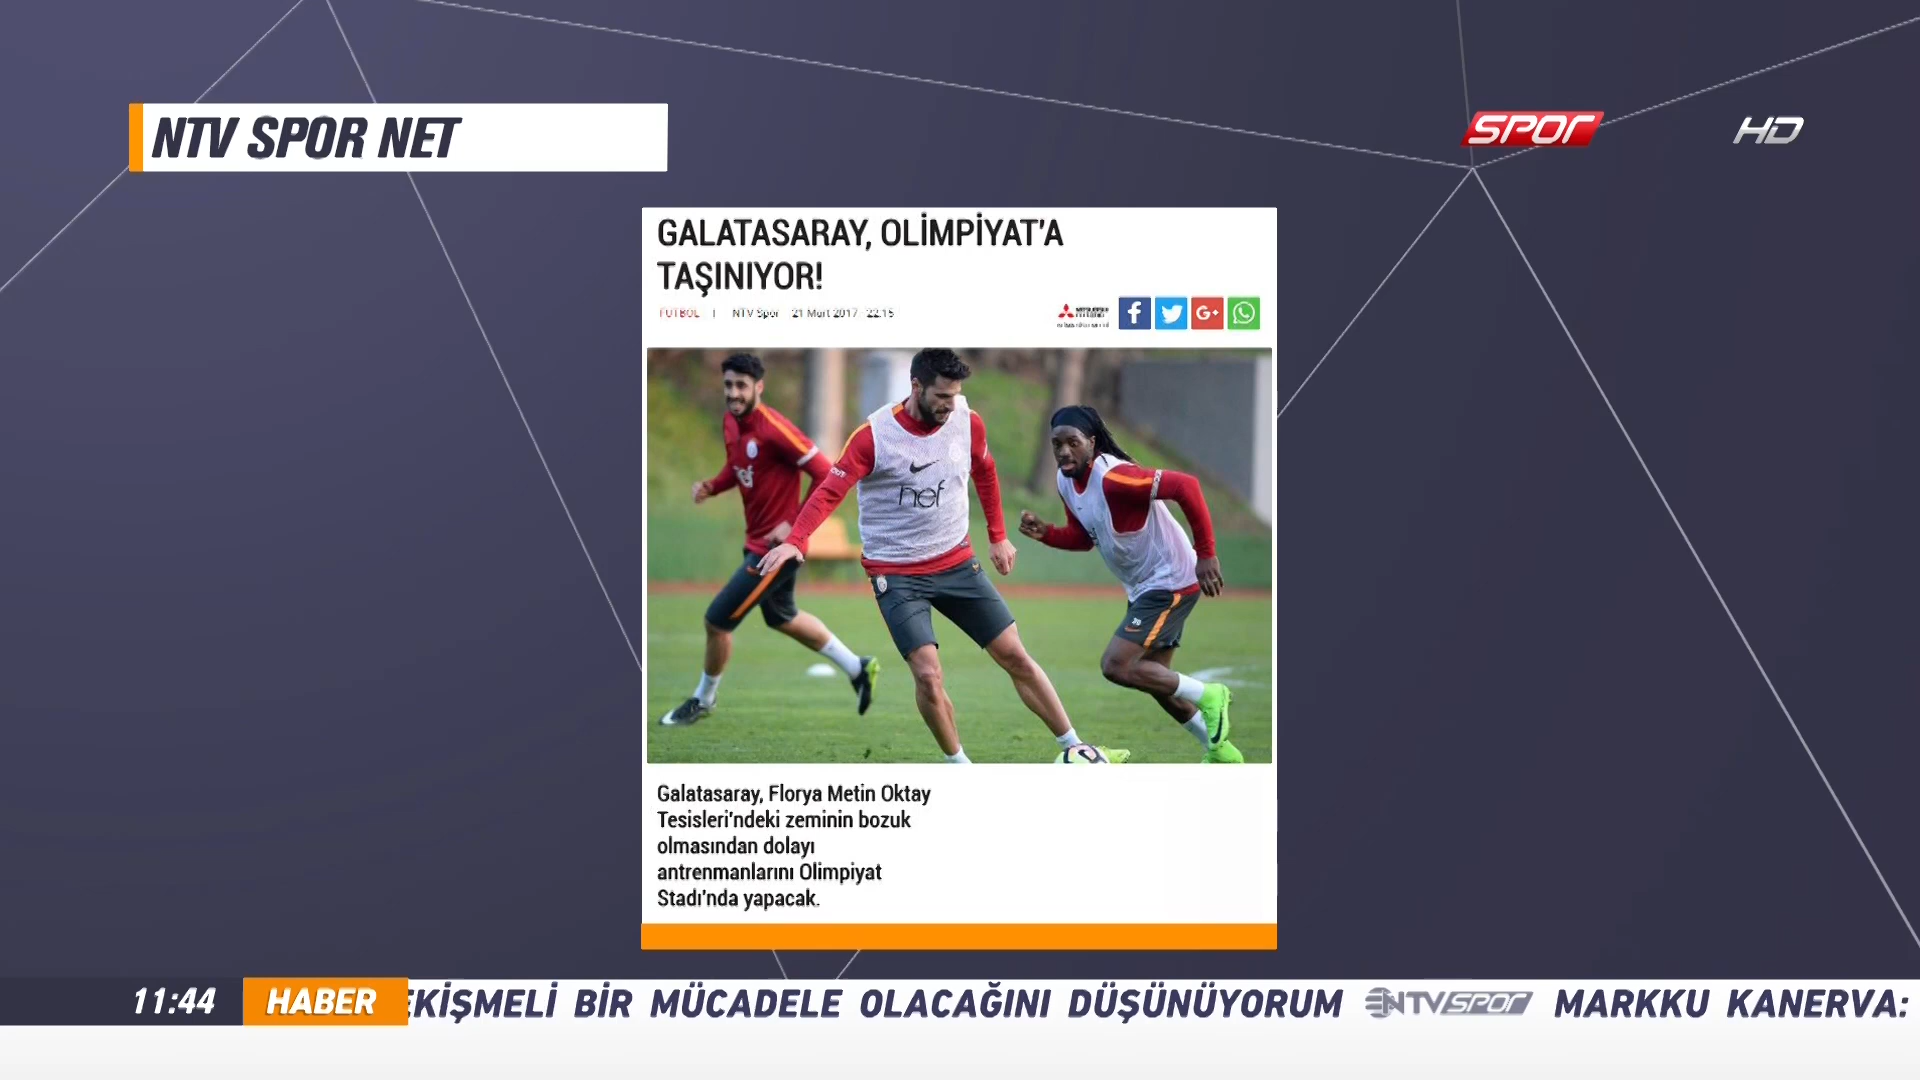 NTV SPOR NET
SPOR
HD
GALATASARAY, OLİMPİYAT'A
TAŞINIYOR!
FUTBOL | NTV Spor 21 Mart 2017 - 22:15
f
G+
nef
nef
Galatasaray, Florya Metin Oktay
Tesisleri'ndeki zeminin bozuk
olmasından dolayı
antrenmanlarını Olimpiyat
Stadı'nda yapacak.
11:44 HABER EKİŞMELİ BİR MÜCADELE OLACAĞINI DÜŞÜNÜYORUM NTVSPOR MARKKU KANERVA: